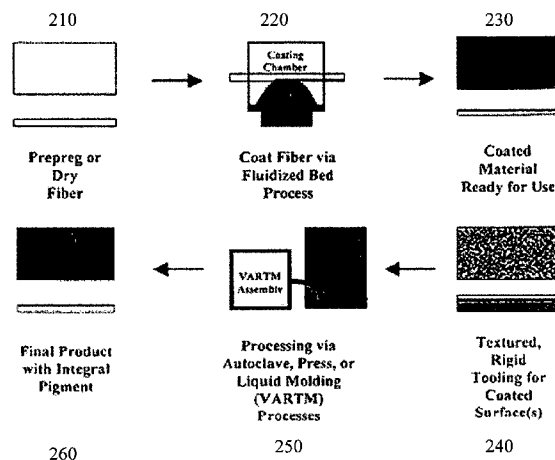 210
220
230
Coating
Chamber
Prepreg or
Dry
Fiber
Coat Fiber via
Fluidized Bed
Process
Coated
Material
Ready for Use
VARTM
Assembly
Final Product
with Integral
Pigment
Processing via
Autoclave, Press, or
Liquid Molding
(VARTM)
Processes
Textured,
Rigid
Tooling for
Coated
Surface(s)
260
250
240